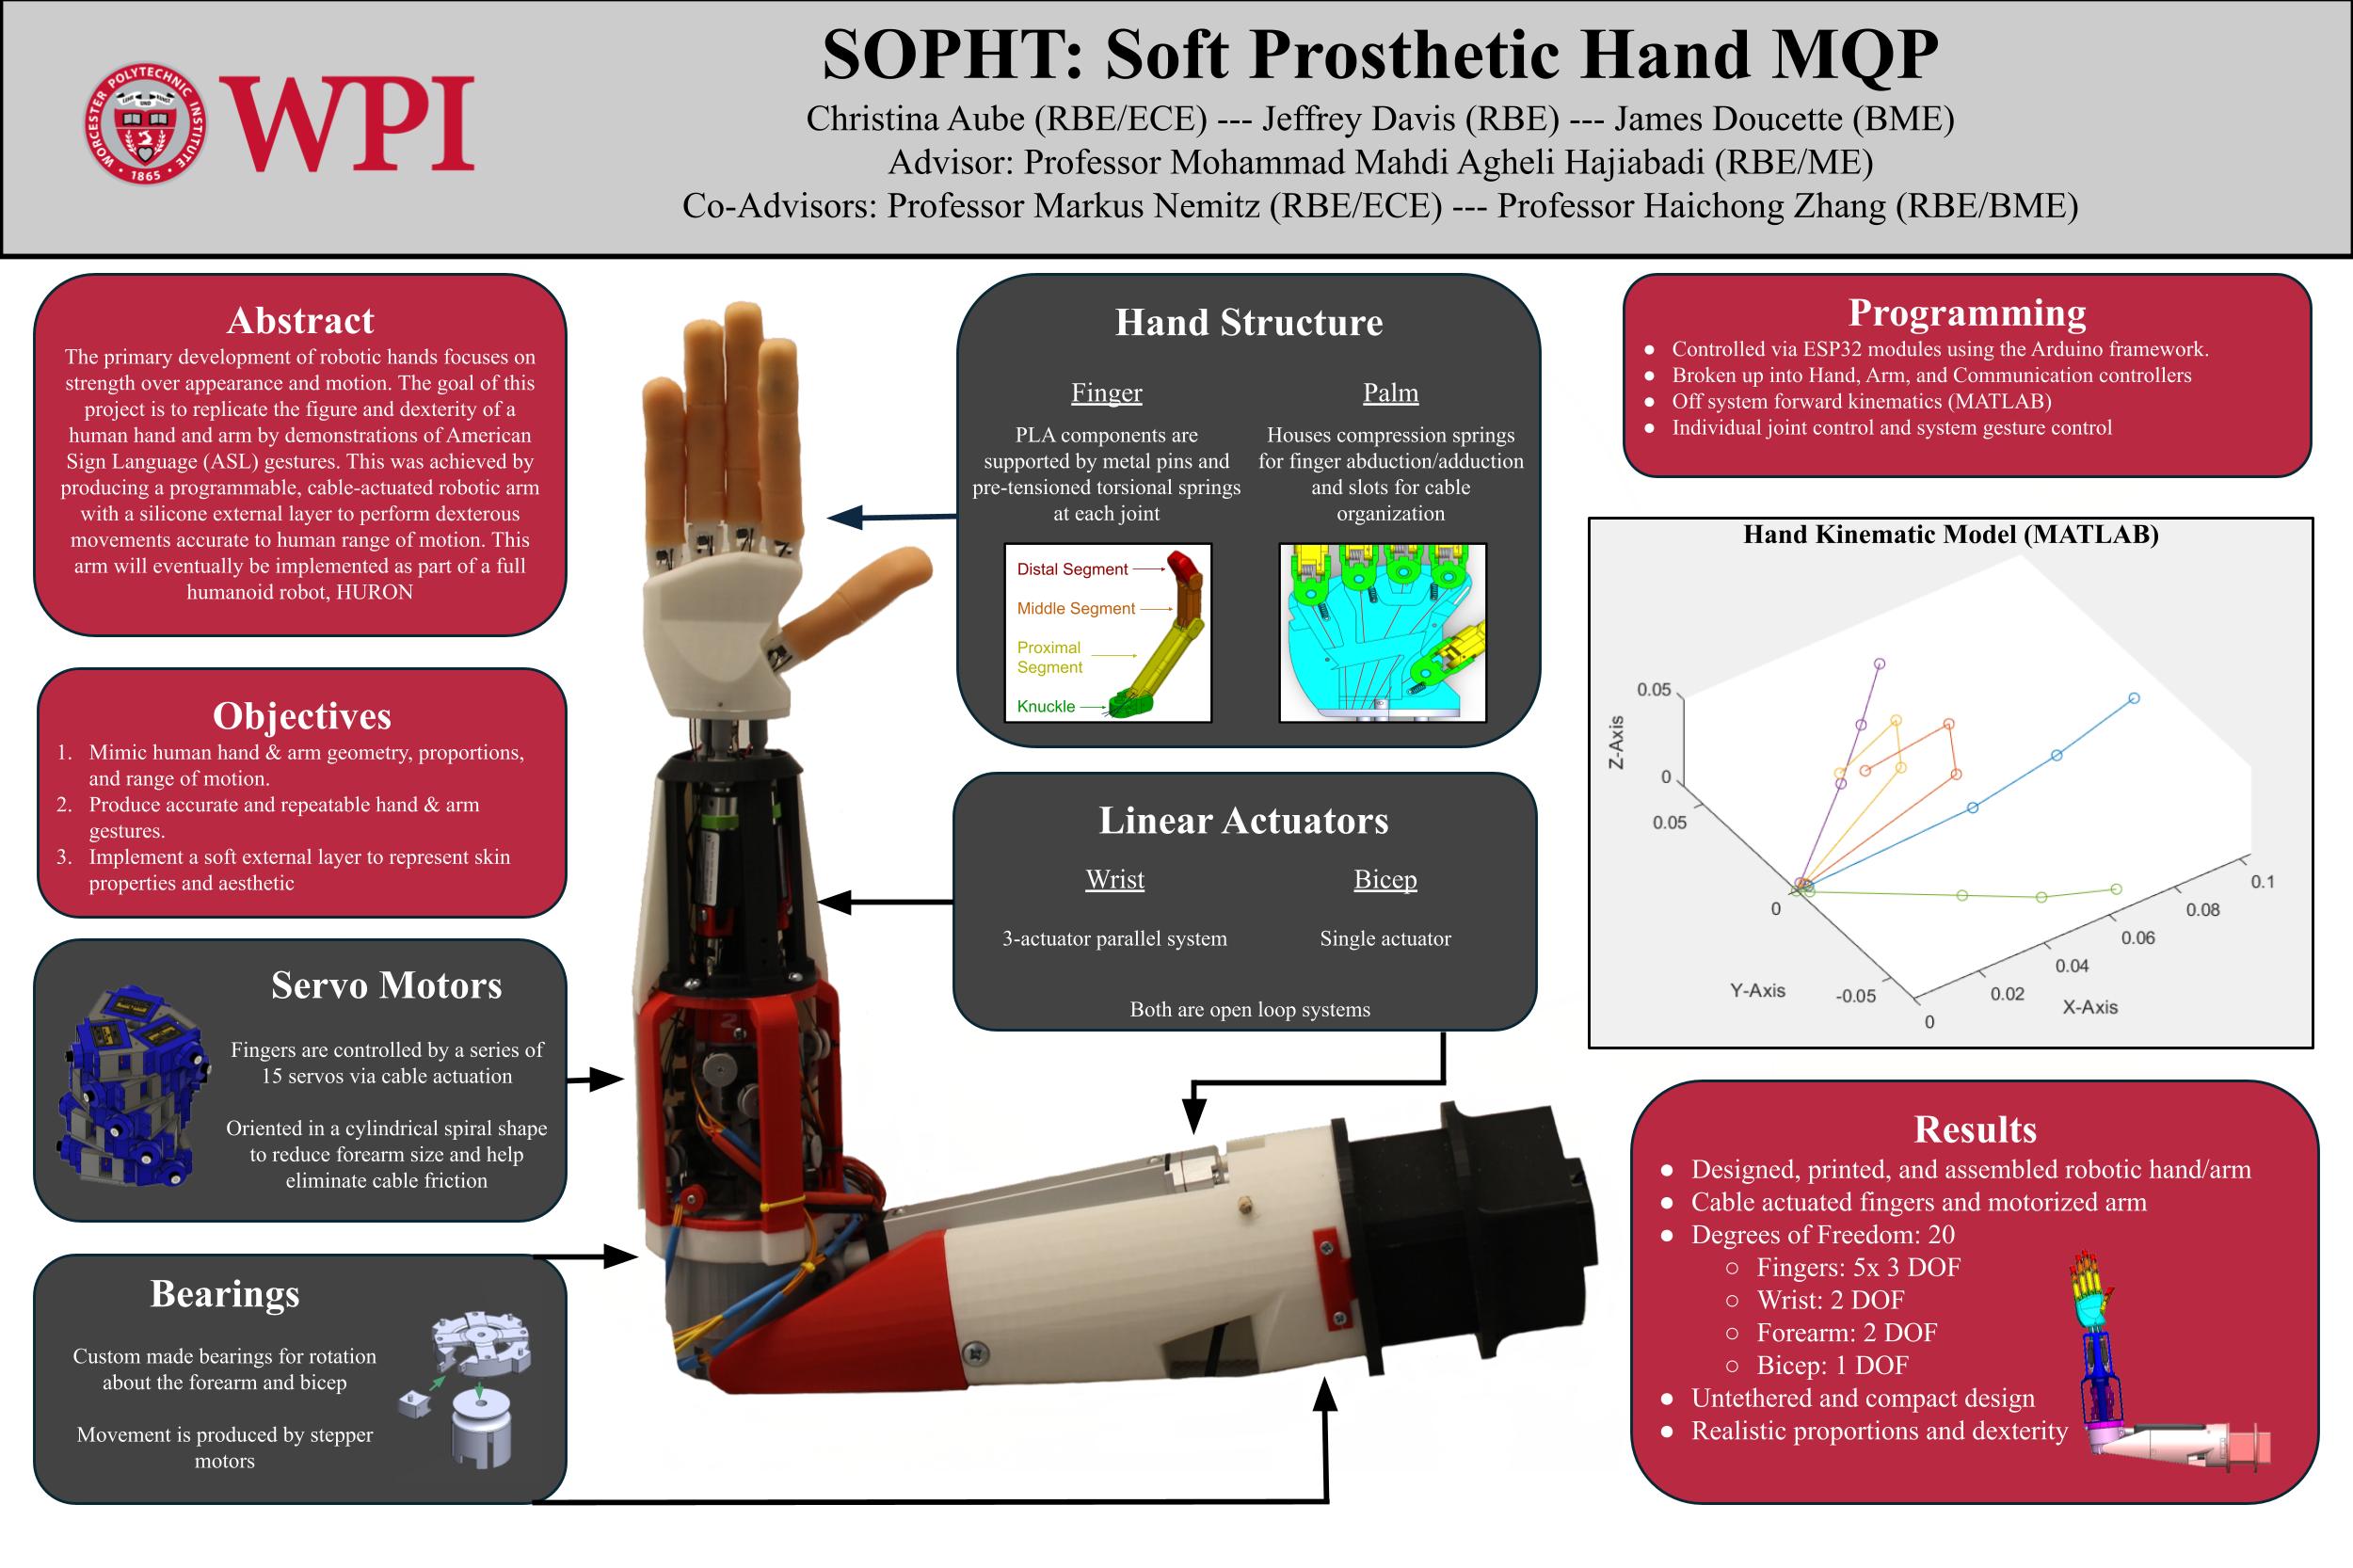 SOPHT: Soft Prosthetic Hand MQP
Christina Aube (RBE/ECE) --- Jeffrey Davis (RBE) --- James Doucette (BME)
Advisor: Professor Mohammad Mahdi Agheli Hajiabadi (RBE/ME)
Co-Advisors: Professor Markus Nemitz (RBE/ECE) --- Professor Haichong Zhang (RBE/BME)
WORCESTER POLYTECHNIC INSTITUTE
1865
WPI
Abstract
The primary development of robotic hands focuses on
strength over appearance and motion. The goal of this
project is to replicate the figure and dexterity of a
human hand and arm by demonstrations of American
Sign Language (ASL) gestures. This was achieved by
producing a programmable, cable-actuated robotic arm
with a silicone external layer to perform dexterous
movements accurate to human range of motion. This
arm will eventually be implemented as part of a full
humanoid robot, HURON
Objectives
1. Mimic human hand & arm geometry, proportions,
and range of motion.
2. Produce accurate and repeatable hand & arm
gestures.
3. Implement a soft external layer to represent skin
properties and aesthetic
Servo Motors
Fingers are controlled by a series of
15 servos via cable actuation
Oriented in a cylindrical spiral shape
to reduce forearm size and help
eliminate cable friction
Bearings
Custom made bearings for rotation
about the forearm and bicep
Movement is produced by stepper
motors
Hand Structure
Finger
PLA components are
supported by metal pins and
pre-tensioned torsional springs
at each joint
Distal Segment
Middle Segment
Proximal
Segment
Knuckle
Palm
Houses compression springs
for finger abduction/adduction
and slots for cable
organization
Linear Actuators
Wrist
3-actuator parallel system
Bicep
Single actuator
Both are open loop systems
Programming
● Controlled via ESP32 modules using the Arduino framework.
● Broken up into Hand, Arm, and Communication controllers
● Off system forward kinematics (MATLAB)
● Individual joint control and system gesture control
Hand Kinematic Model (MATLAB)
Z-Axis
0.05
0
0.05
0
-0.05
Y-Axis
0
0.02
0.04
0.06
0.08
0.1
X-Axis
Results
● Designed, printed, and assembled robotic hand/arm
● Cable actuated fingers and motorized arm
● Degrees of Freedom: 20
○ Fingers: 5x 3 DOF
○ Wrist: 2 DOF
○ Forearm: 2 DOF
○ Bicep: 1 DOF
● Untethered and compact design
● Realistic proportions and dexterity